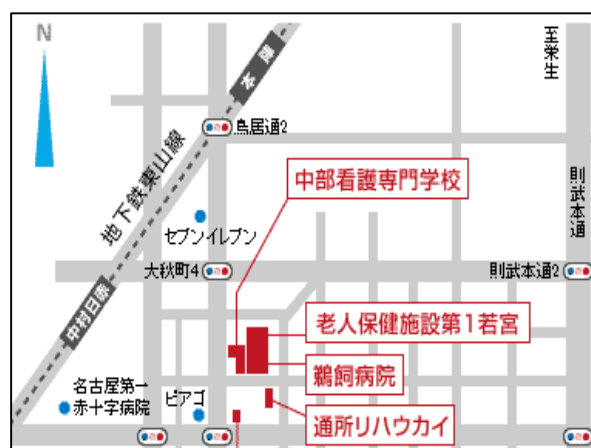 N
本陣
至栄生
鳥居通2
地下鉄東山線
中部看護専門学校
則武本通
セブンイレブン
大秋町4
則武本通2
中村日赤
老人保健施設第1若宮
鵜飼病院
名古屋第一
赤十字病院
ピアゴ
通所リハウカイ